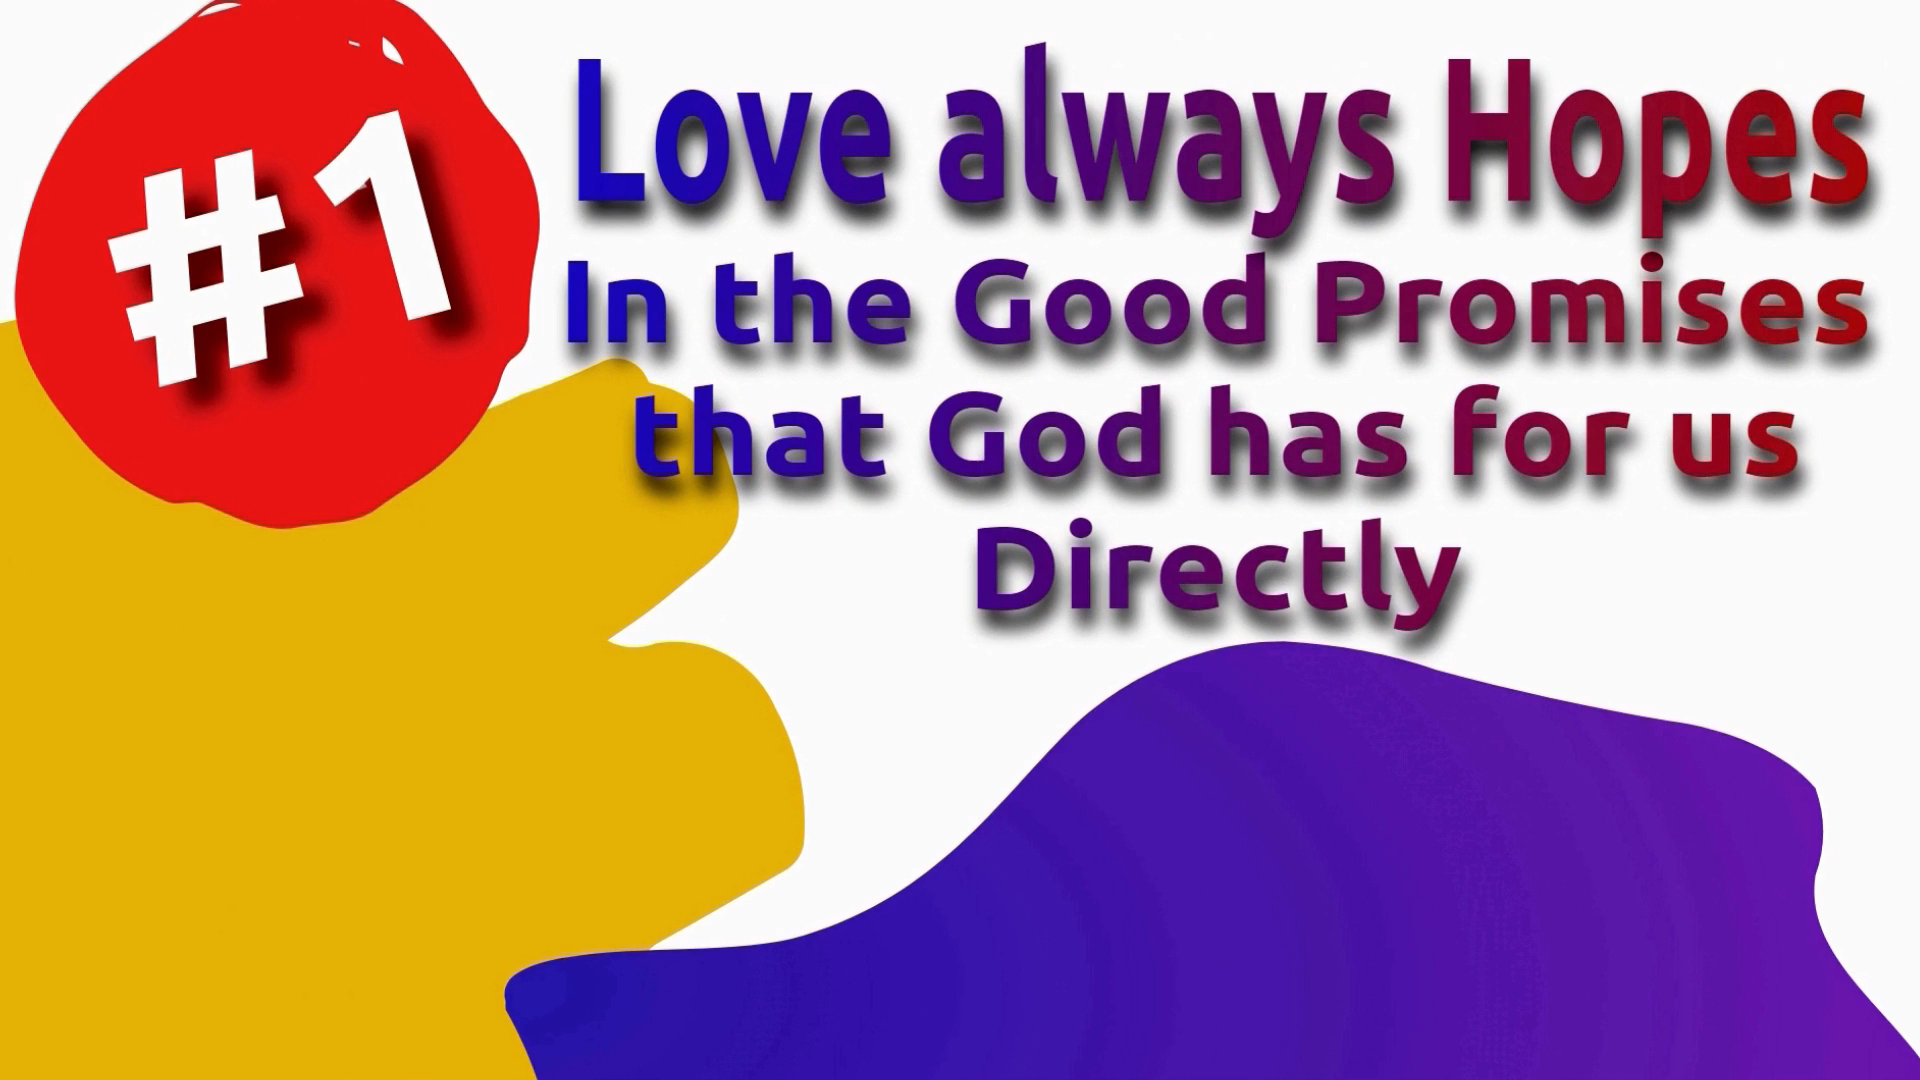 #1
Love always Hopes
In the Good Promises
that God has for us
Directly